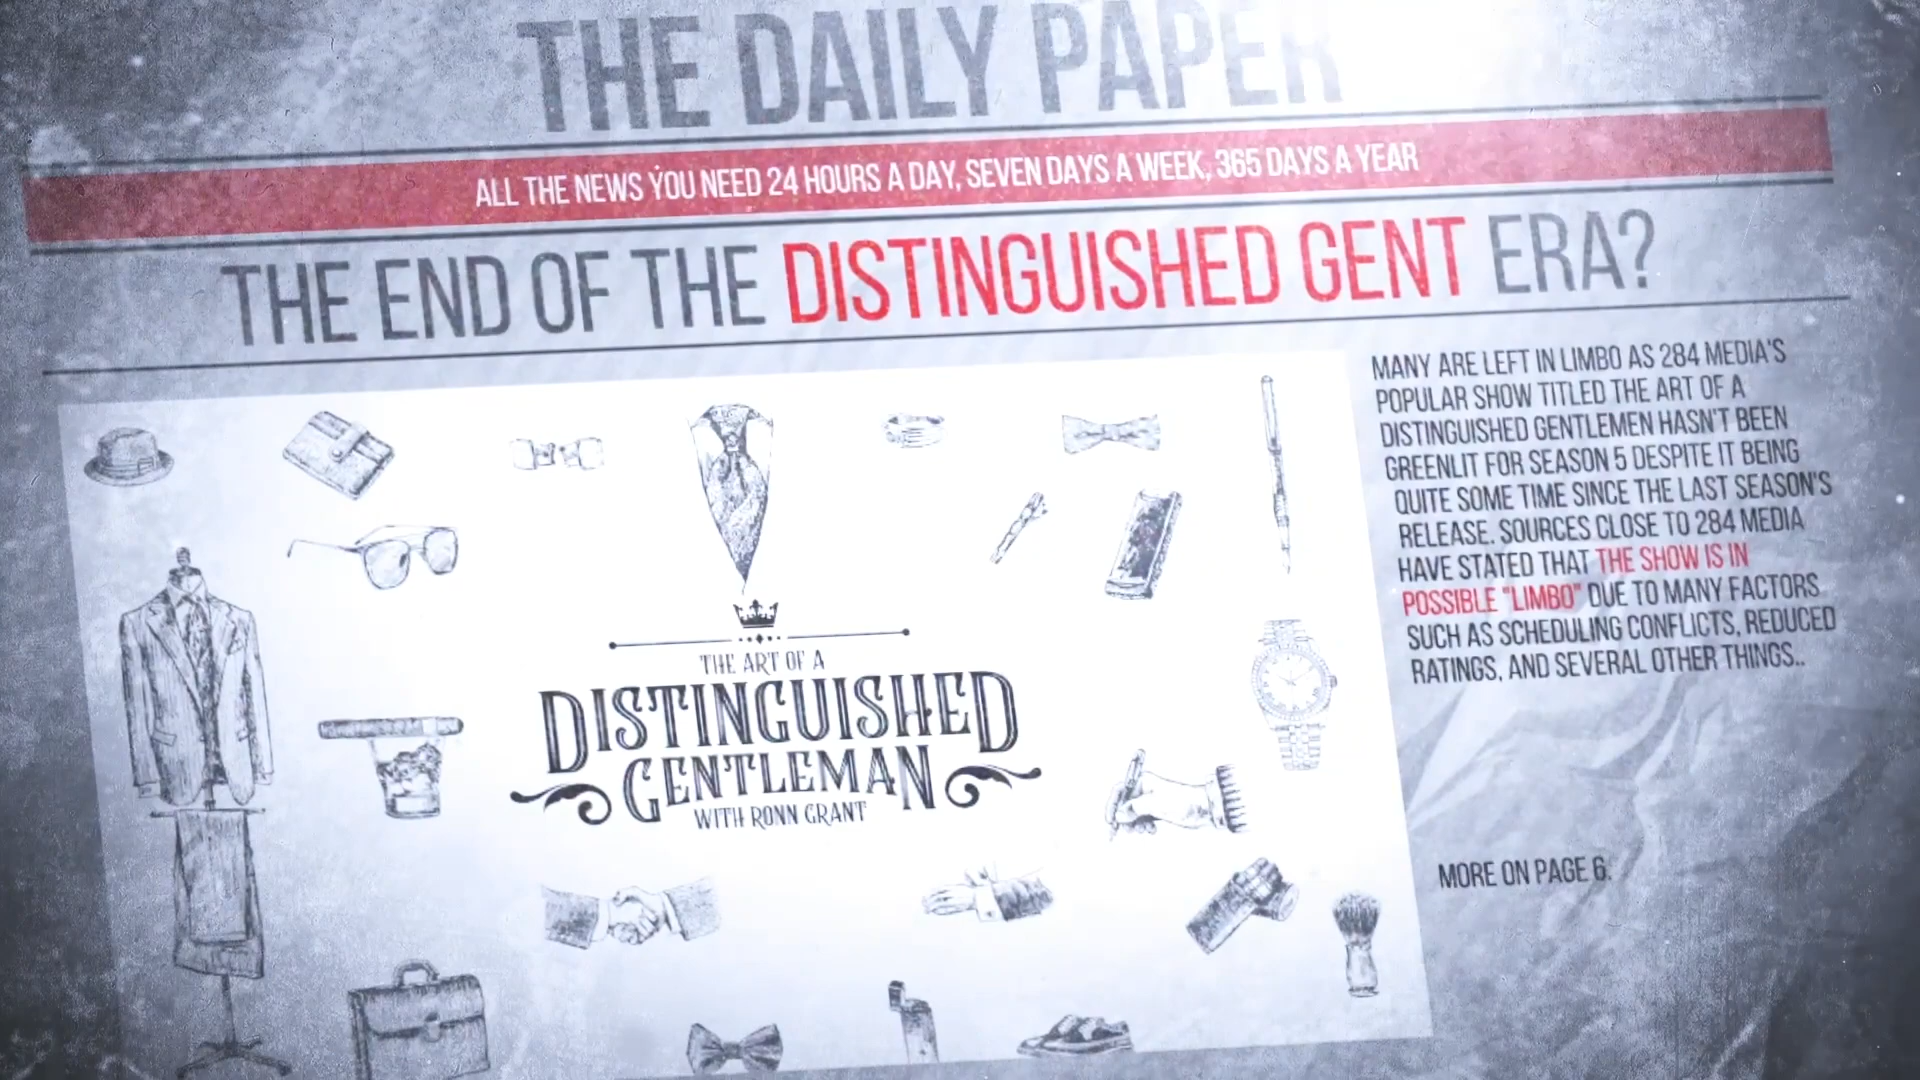 THE DAILY PAPER
ALL THE NEWS YOU NEED 24 HOURS A DAY, SEVEN DAYS A WEEK, 365 DAYS A YEAR
THE END OF THE DISTINGUISHED GENT ERA?
MANY ARE LEFT IN LIMBO AS 284 MEDIA'S
POPULAR SHOW TITLED THE ART OF A
DISTINGUISHED GENTLEMEN HASN'T BEEN
GREENLIT FOR SEASON 5 DESPITE IT BEING
QUITE SOME TIME SINCE THE LAST SEASON'S
RELEASE. SOURCES CLOSE TO 284 MEDIA
HAVE STATED THAT THE SHOW IS IN
POSSIBLE "LIMBO" DUE TO MANY FACTORS
SUCH AS SCHEDULING CONFLICTS, REDUCED
RATINGS, AND SEVERAL OTHER THINGS..
MORE ON PAGE 6.
THE ART OF A
DISTINGUISHED
GENTLEMAN
WITH RONN GRANT